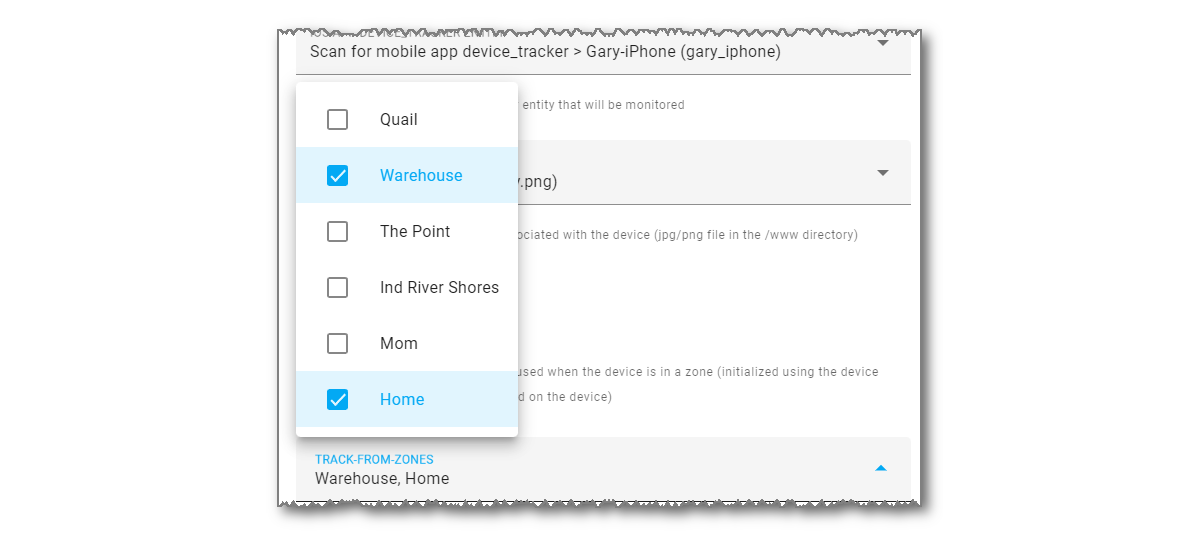 Scan for mobile app device_tracker > Gary-iPhone (gary_iphone)
entity that will be monitored
Quail
Warehouse
.png)
The Point
ociated with the device (jpg/png file in the /www directory)
Ind River Shores
Mom
used when the device is in a zone (initialized using the device
d on the device)
Home
TRACK-FROM-ZONES
Warehouse, Home